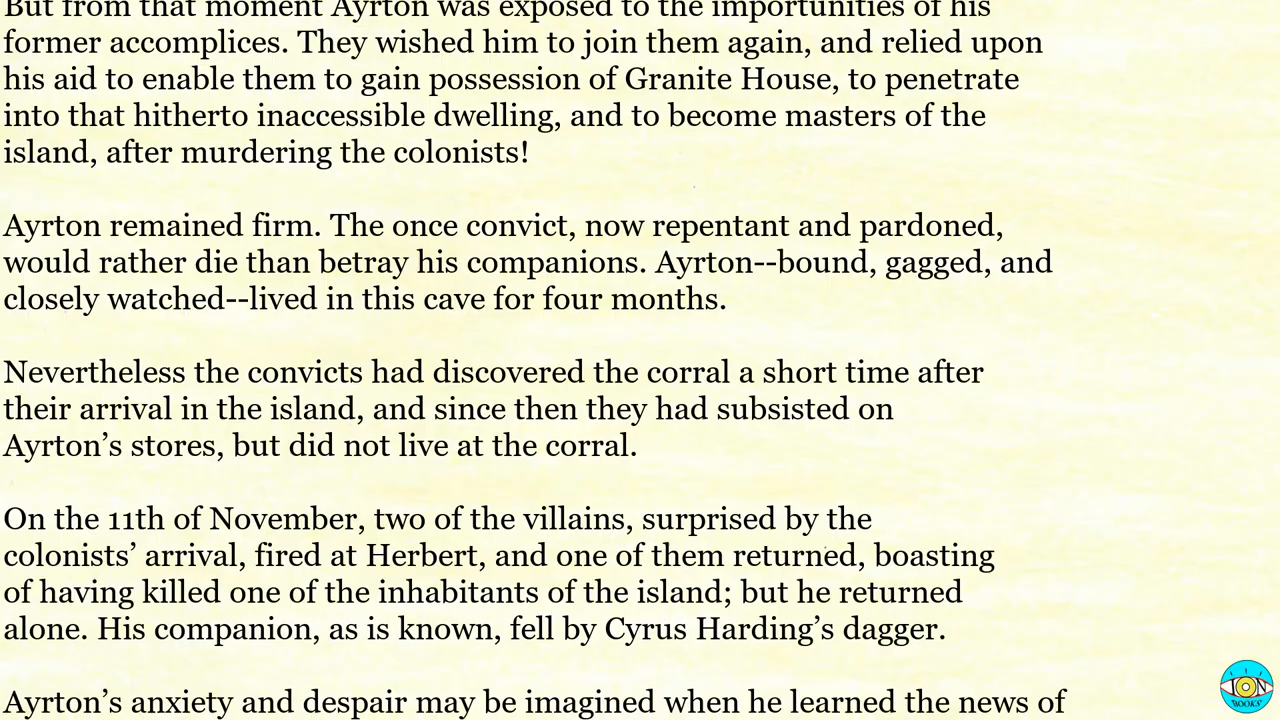 But from that moment Ayrton was exposed to the importunities of his
former accomplices. They wished him to join them again, and relied upon
his aid to enable them to gain possession of Granite House, to penetrate
into that hitherto inaccessible dwelling, and to become masters of the
island, after murdering the colonists!
Ayrton remained firm. The once convict, now repentant and pardoned,
would rather die than betray his companions. Ayrton--bound, gagged, and
closely watched--lived in this cave for four months.
Nevertheless the convicts had discovered the corral a short time after
their arrival in the island, and since then they had subsisted on
Ayrton’s stores, but did not live at the corral.
On the 11th of November, two of the villains, surprised by the
colonists’ arrival, fired at Herbert, and one of them returned, boasting
of having killed one of the inhabitants of the island; but he returned
alone. His companion, as is known, fell by Cyrus Harding’s dagger.
Ayrton’s anxiety and despair may be imagined when he learned the news of
ION
BOOKS